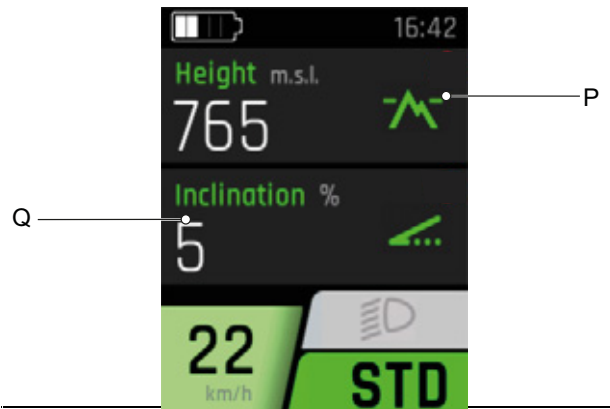 16:42
Height m.s.l.
765
P
Inclination %
Q
5
22
km/h
STD